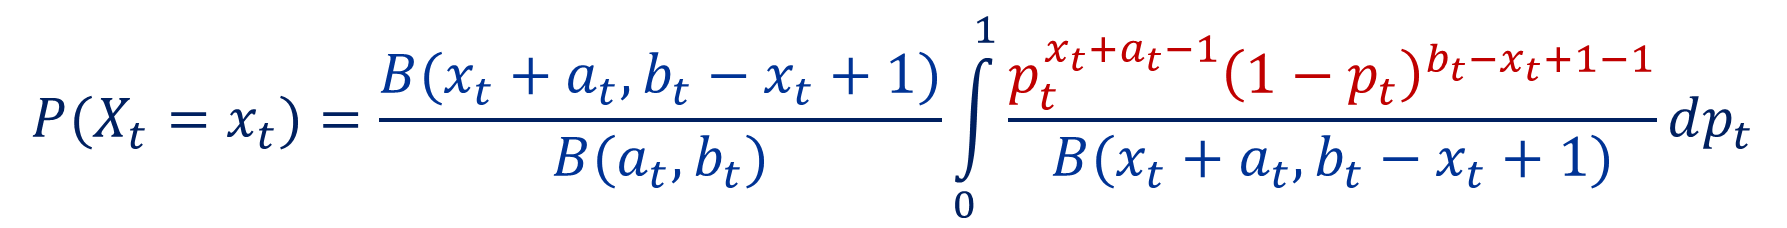 P(X_t = x_t) = \frac{B(x_t + a_t, b_t - x_t + 1)}{B(a_t, b_t)} \int_0^1 \frac{p_t^{x_t+a_t-1}(1 - p_t)^{b_t-x_t+1-1}}{B(x_t + a_t, b_t - x_t + 1)} dp_t